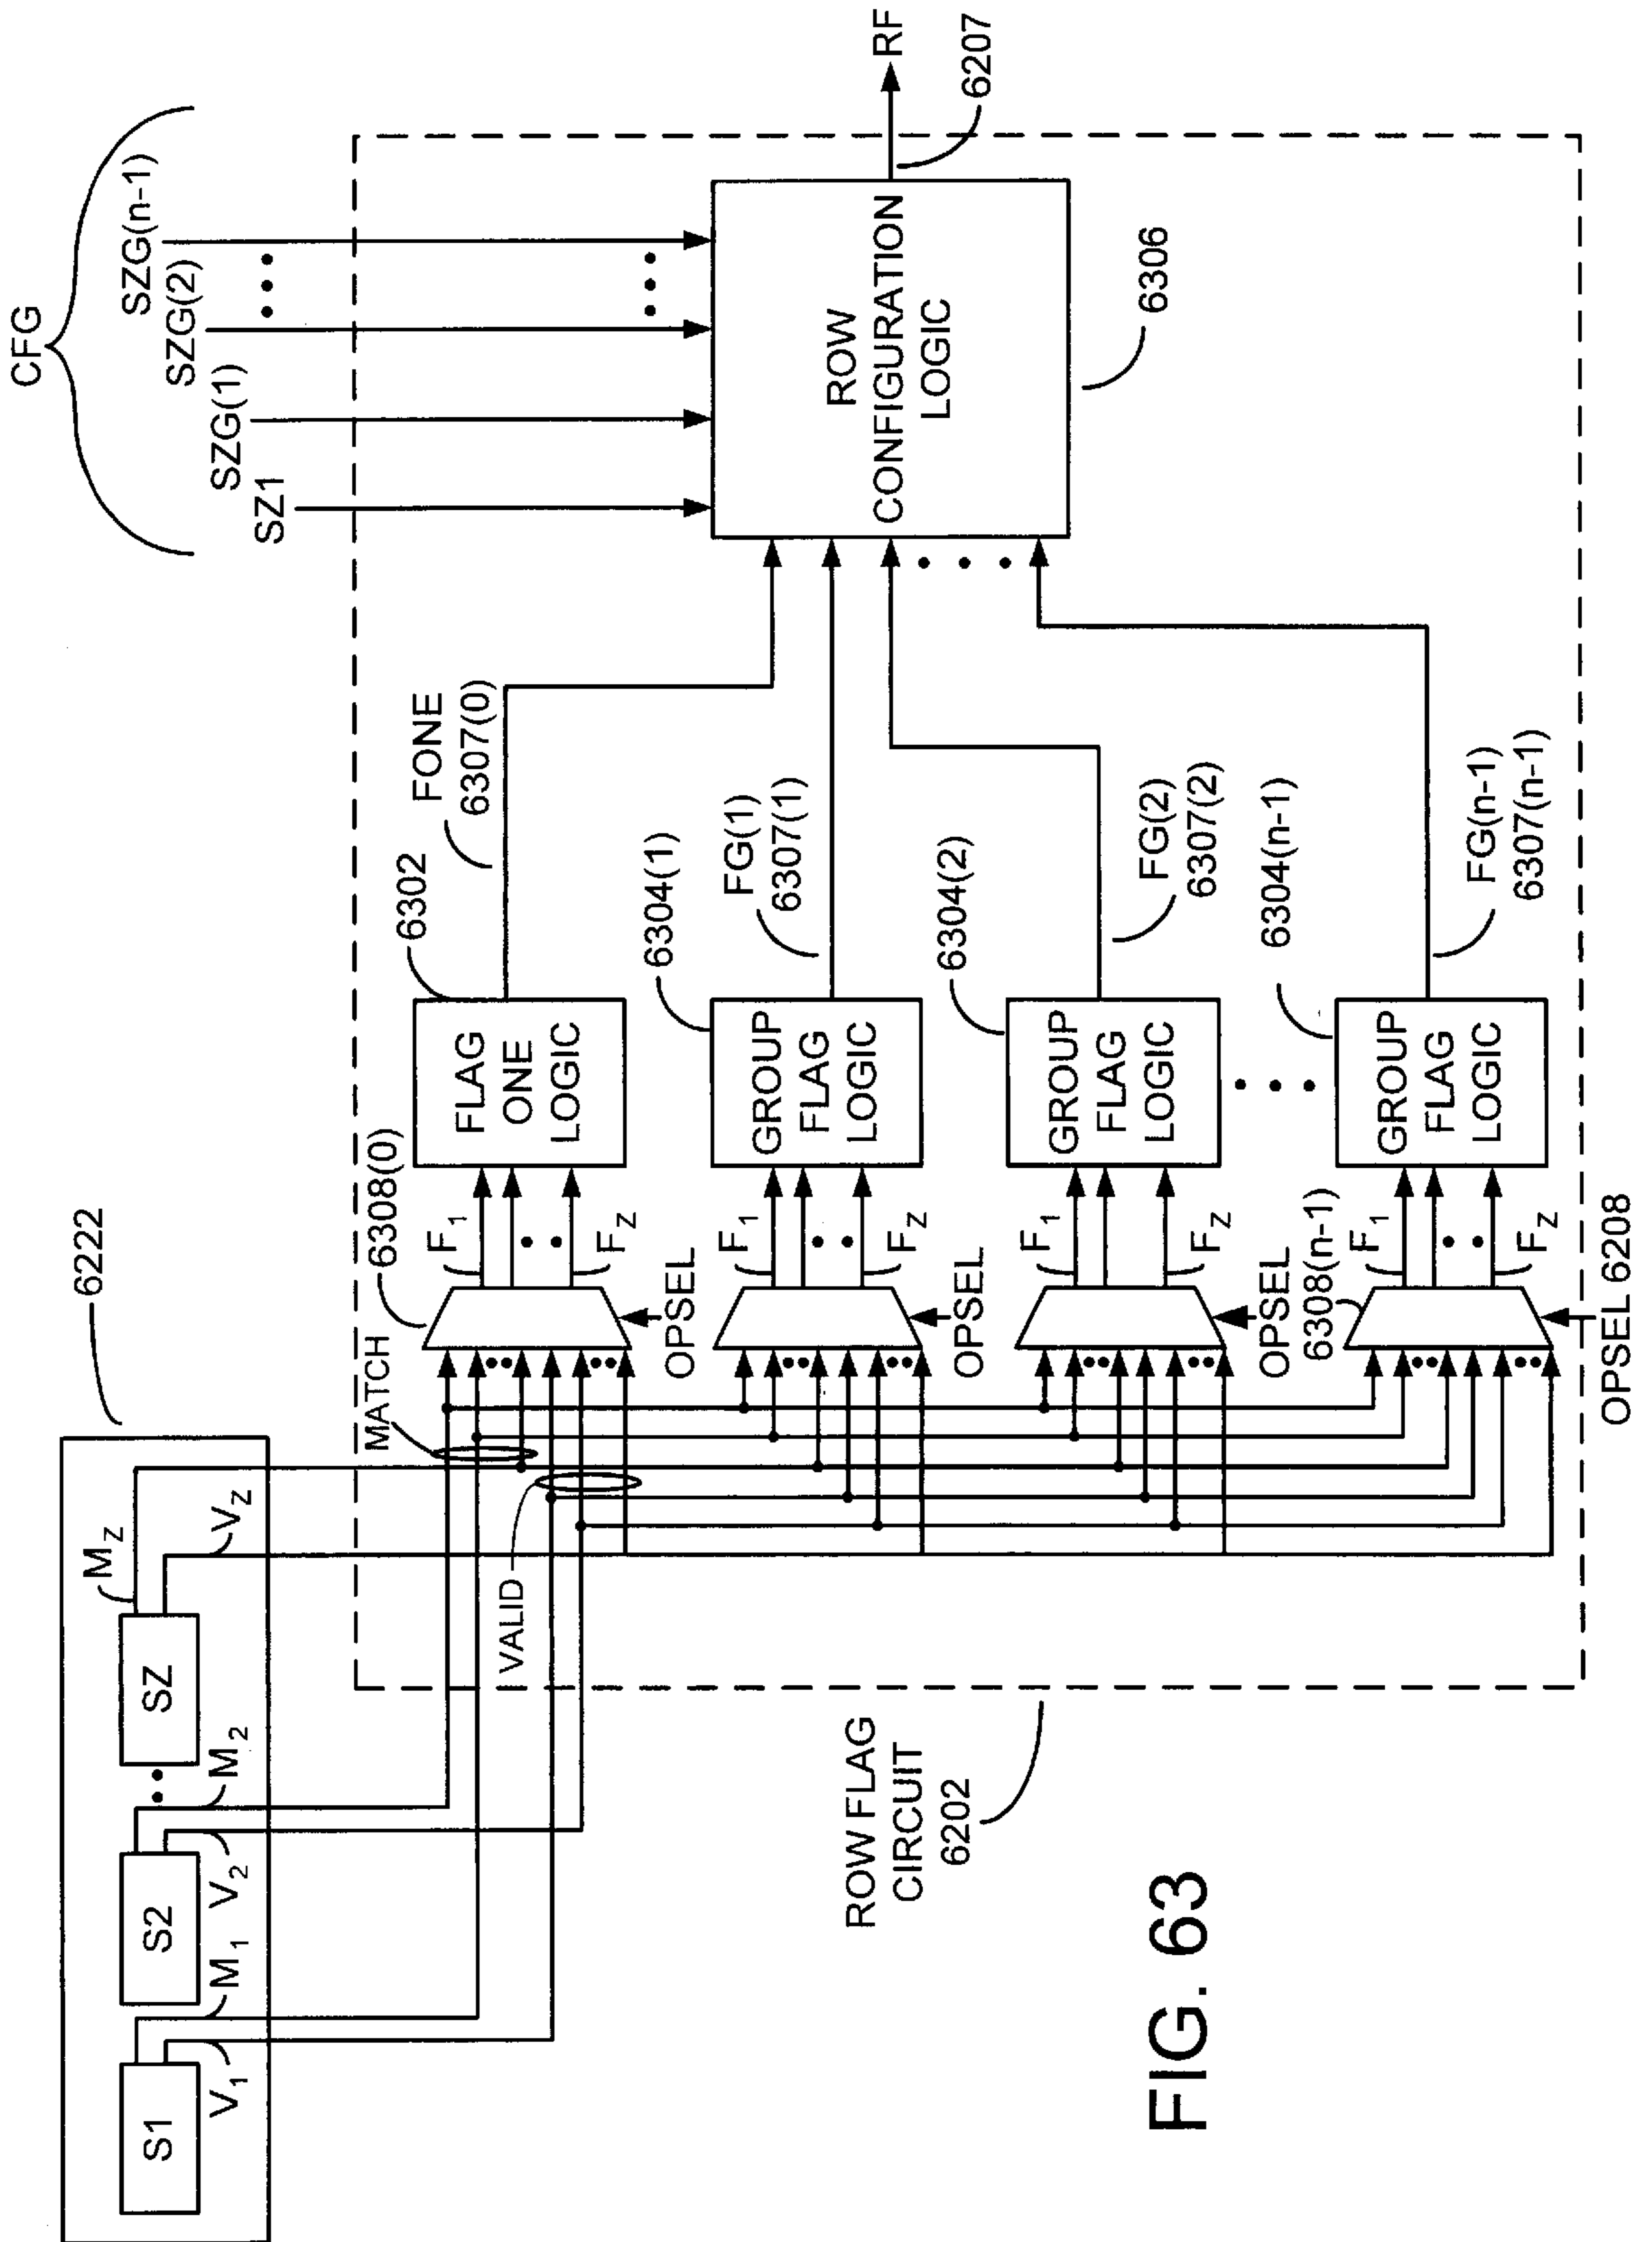 6222
S1
S2
SZ
V1
M1
V2
M2
MZ
VZ
CFG
SZ1
SZG(1)
SZG(2)
SZG(n-1)
MATCH
VALID
6308(0)
F1
FZ
OPSEL
FLAG
ONE
LOGIC
6302
FONE
6307(0)
F1
FZ
OPSEL
GROUP
FLAG
LOGIC
6304(1)
FG(1)
6307(1)
F1
FZ
OPSEL
GROUP
FLAG
LOGIC
6304(2)
FG(2)
6307(2)
6308(n-1)
F1
FZ
OPSEL 6208
GROUP
FLAG
LOGIC
6304(n-1)
FG(n-1)
6307(n-1)
ROW
CONFIGURATION
LOGIC
6306
RF
6207
ROW FLAG
CIRCUIT
6202
FIG. 63